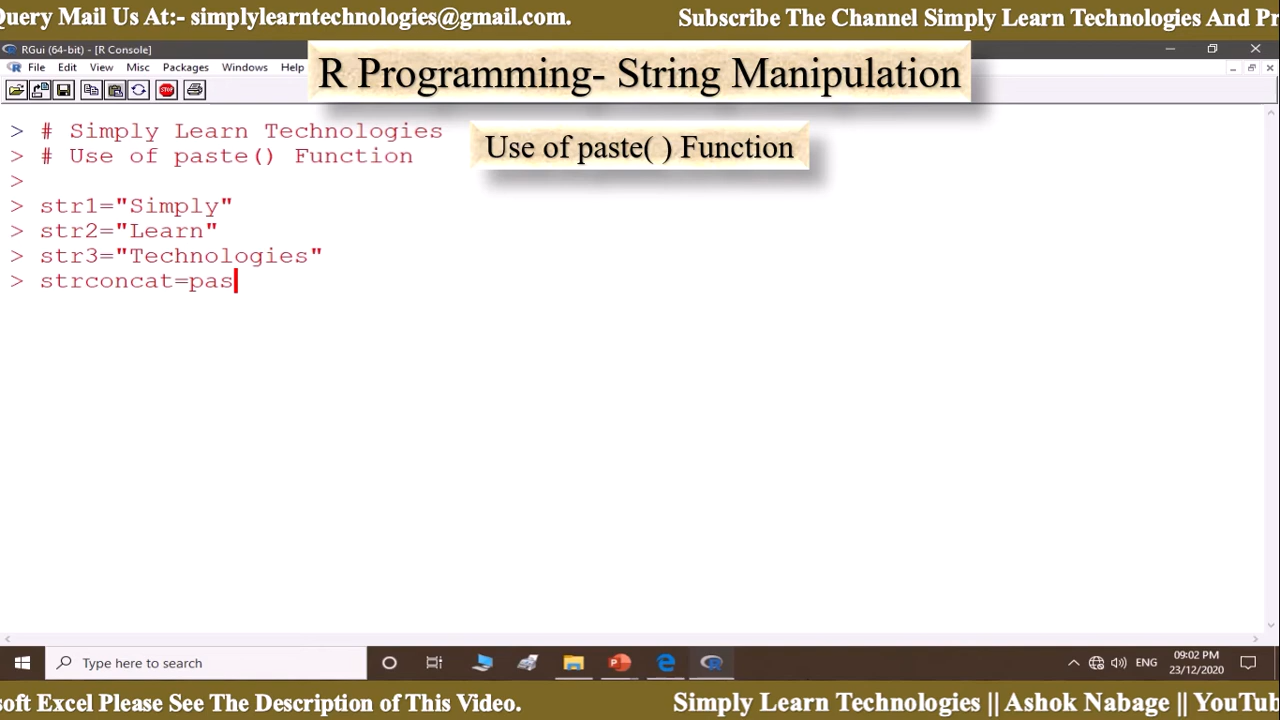 Query Mail Us At:- simplylearntechnologies@gmail.com.
Subscribe The Channel Simply Learn Technologies And Pr
RGui (64-bit) - [R Console]
File Edit View Misc Packages Windows Help
R Programming- String Manipulation
Use of paste( ) Function
> # Simply Learn Technologies
> # Use of paste() Function
>
> str1="Simply"
> str2="Learn"
> str3="Technologies"
> strconcat=pas
STOP
Type here to search
ENG
09:02 PM
23/12/2020
soft Excel Please See The Description of This Video.
Simply Learn Technologies || Ashok Nabage || YouTub